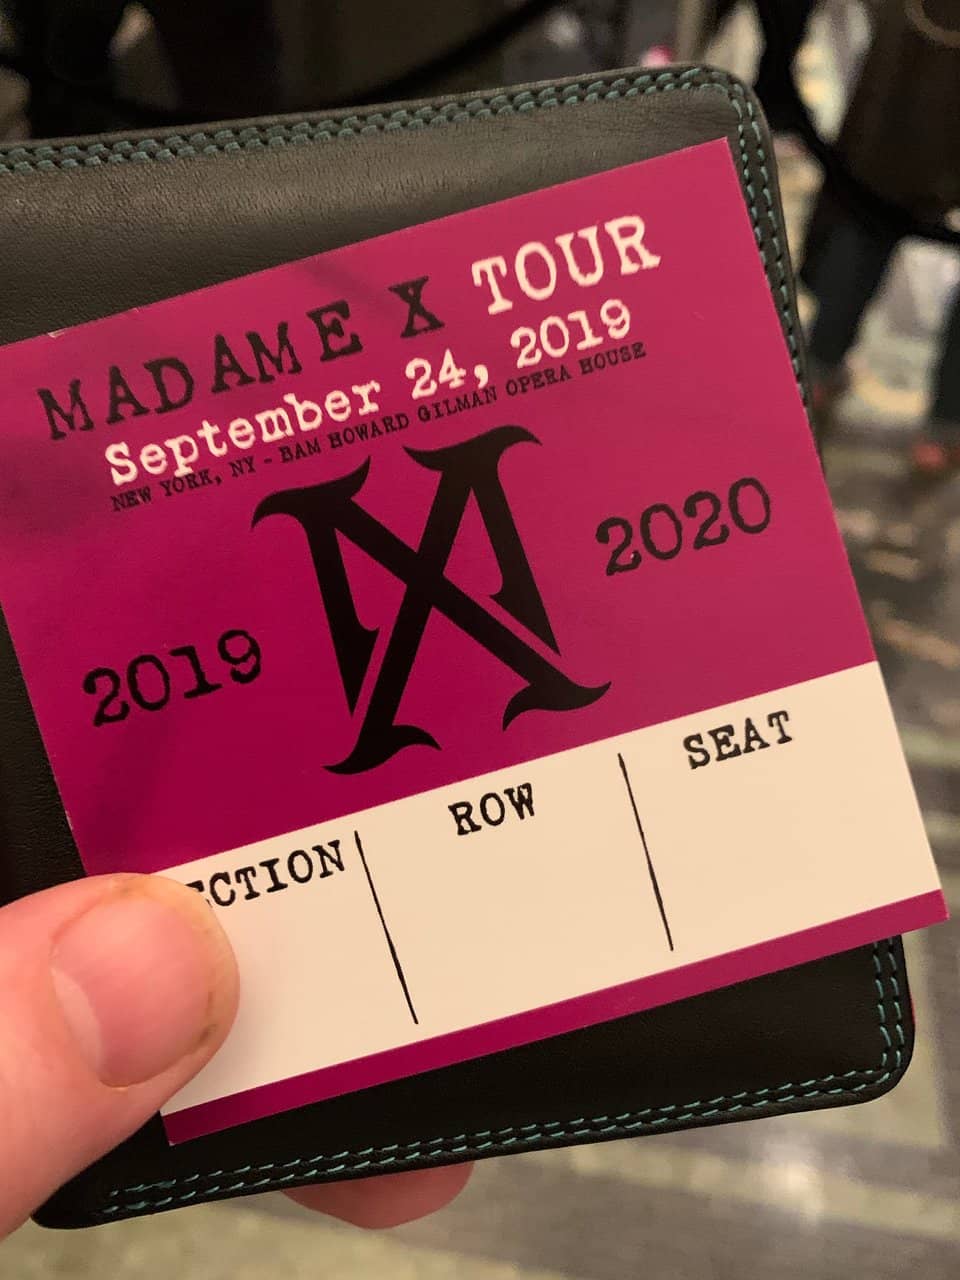 MADAME X TOUR
September 24, 2019
NEW YORK, NY - BAM HOWARD GILMAN OPERA HOUSE
2019 2020
ECTION ROW SEAT